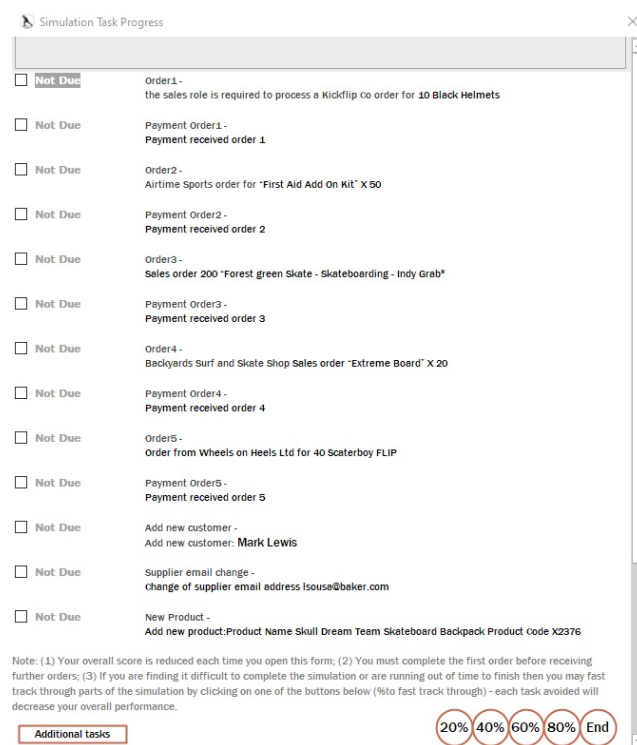 Simulation Task Progress
Not Due
Order1 -
the sales role is required to process a Kickflip Co order for 10 Black Helmets
Not Due
Payment Order1 -
Payment received order 1
Not Due
Order2 -
Airtime Sports order for "First Aid Add On Kit" X 50
Not Due
Payment Order2 -
Payment received order 2
Not Due
Order3 -
Sales order 200 "Forest green Skate - Skateboarding - Indy Grab"
Not Due
Payment Order3 -
Payment received order 3
Not Due
Order4 -
Backyards Surf and Skate Shop Sales order "Extreme Board" X 20
Not Due
Payment Order4 -
Payment received order 4
Not Due
Order5 -
Order from Wheels on Heels Ltd for 40 Scaterboy FLIP
Not Due
Payment Order5 -
Payment received order 5
Not Due
Add new customer -
Add new customer: Mark Lewis
Not Due
Supplier email change -
Change of supplier email address lsousa@baker.com
Not Due
New Product -
Add new product:Product Name Skull Dream Team Skateboard Backpack Product Code X2376
Note: (1) Your overall score is reduced each time you open this form; (2) You must complete the first order before receiving
further orders; (3) If you are finding it difficult to complete the simulation or are running out of time to finish then you may fast
track through parts of the simulation by clicking on one of the buttons below (%to fast track through) - each task avoided will
decrease your overall performance.
Additional tasks
20% 40% 60% 80% End